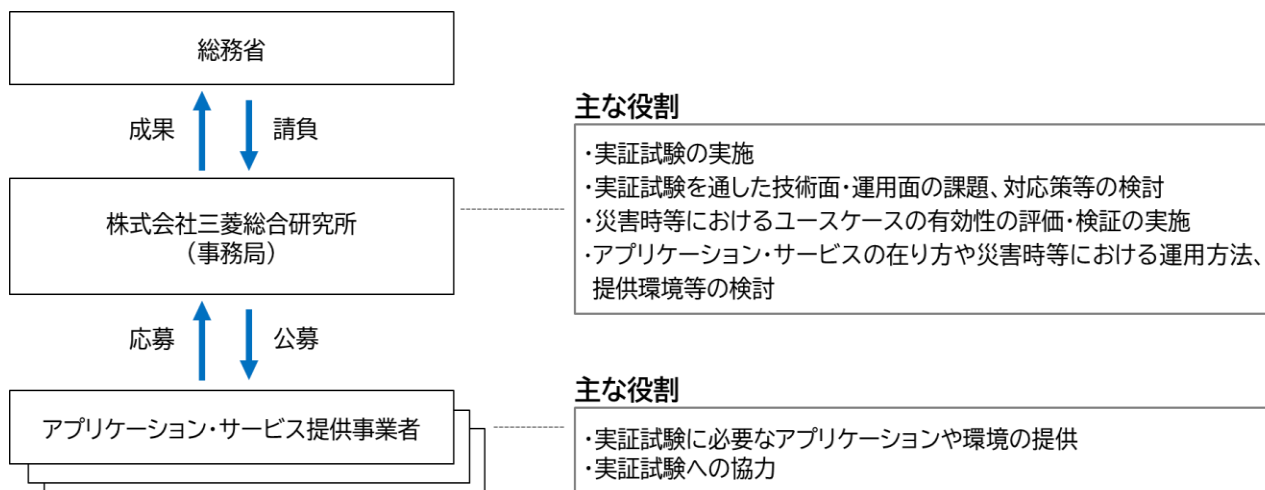 総務省
成果
請負
株式会社三菱総合研究所
（事務局）
主な役割
・実証試験の実施
・実証試験を通した技術面・運用面の課題、対応策等の検討
・災害時等におけるユースケースの有効性の評価・検証の実施
・アプリケーション・サービスの在り方や災害時等における運用方法、
提供環境等の検討
応募
公募
アプリケーション・サービス提供事業者
主な役割
・実証試験に必要なアプリケーションや環境の提供
・実証試験への協力